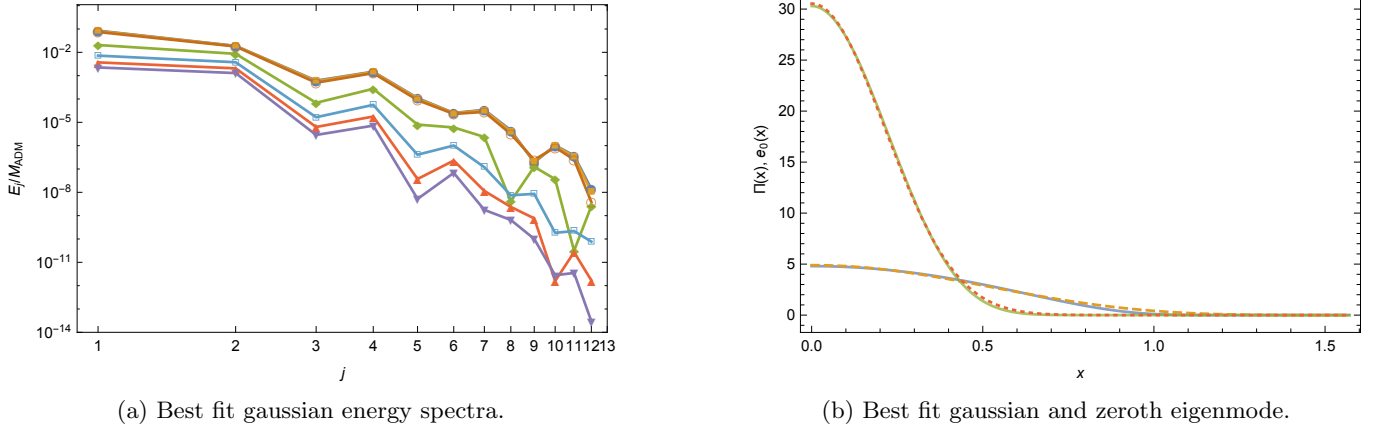 10⁻²
10⁻⁵
10⁻⁸
10⁻¹¹
10⁻¹⁴
E_j/M_ADM
1 2 3 4 5 6 7 8 9 10 11 12 13
j
(a) Best fit gaussian energy spectra.
30
25
20
15
10
5
0
Π(x), e₀(x)
0.0 0.5 1.0 1.5
x
(b) Best fit gaussian and zeroth eigenmode.